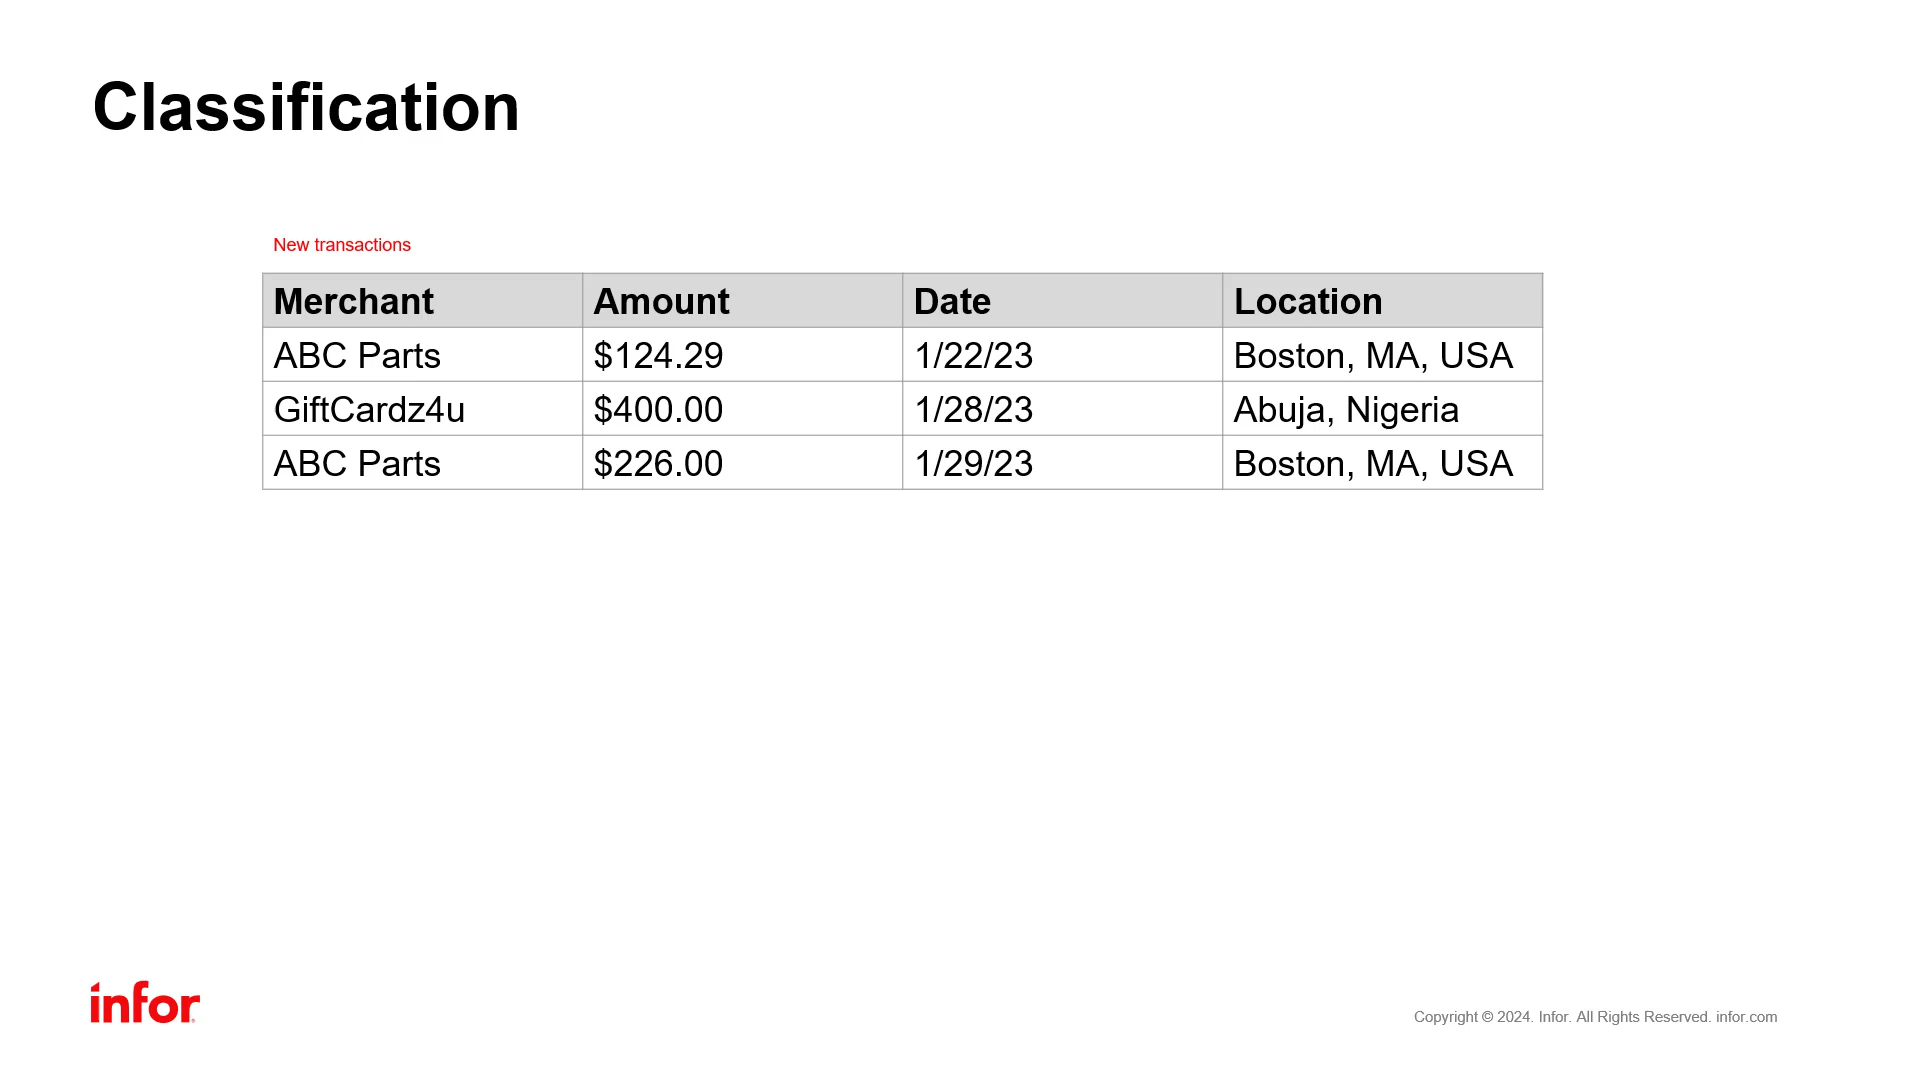 Classification
New transactions
Merchant Amount Date Location
ABC Parts $124.29 1/22/23 Boston, MA, USA
GiftCardz4u $400.00 1/28/23 Abuja, Nigeria
ABC Parts $226.00 1/29/23 Boston, MA, USA
infor
Copyright © 2024. Infor. All Rights Reserved. infor.com